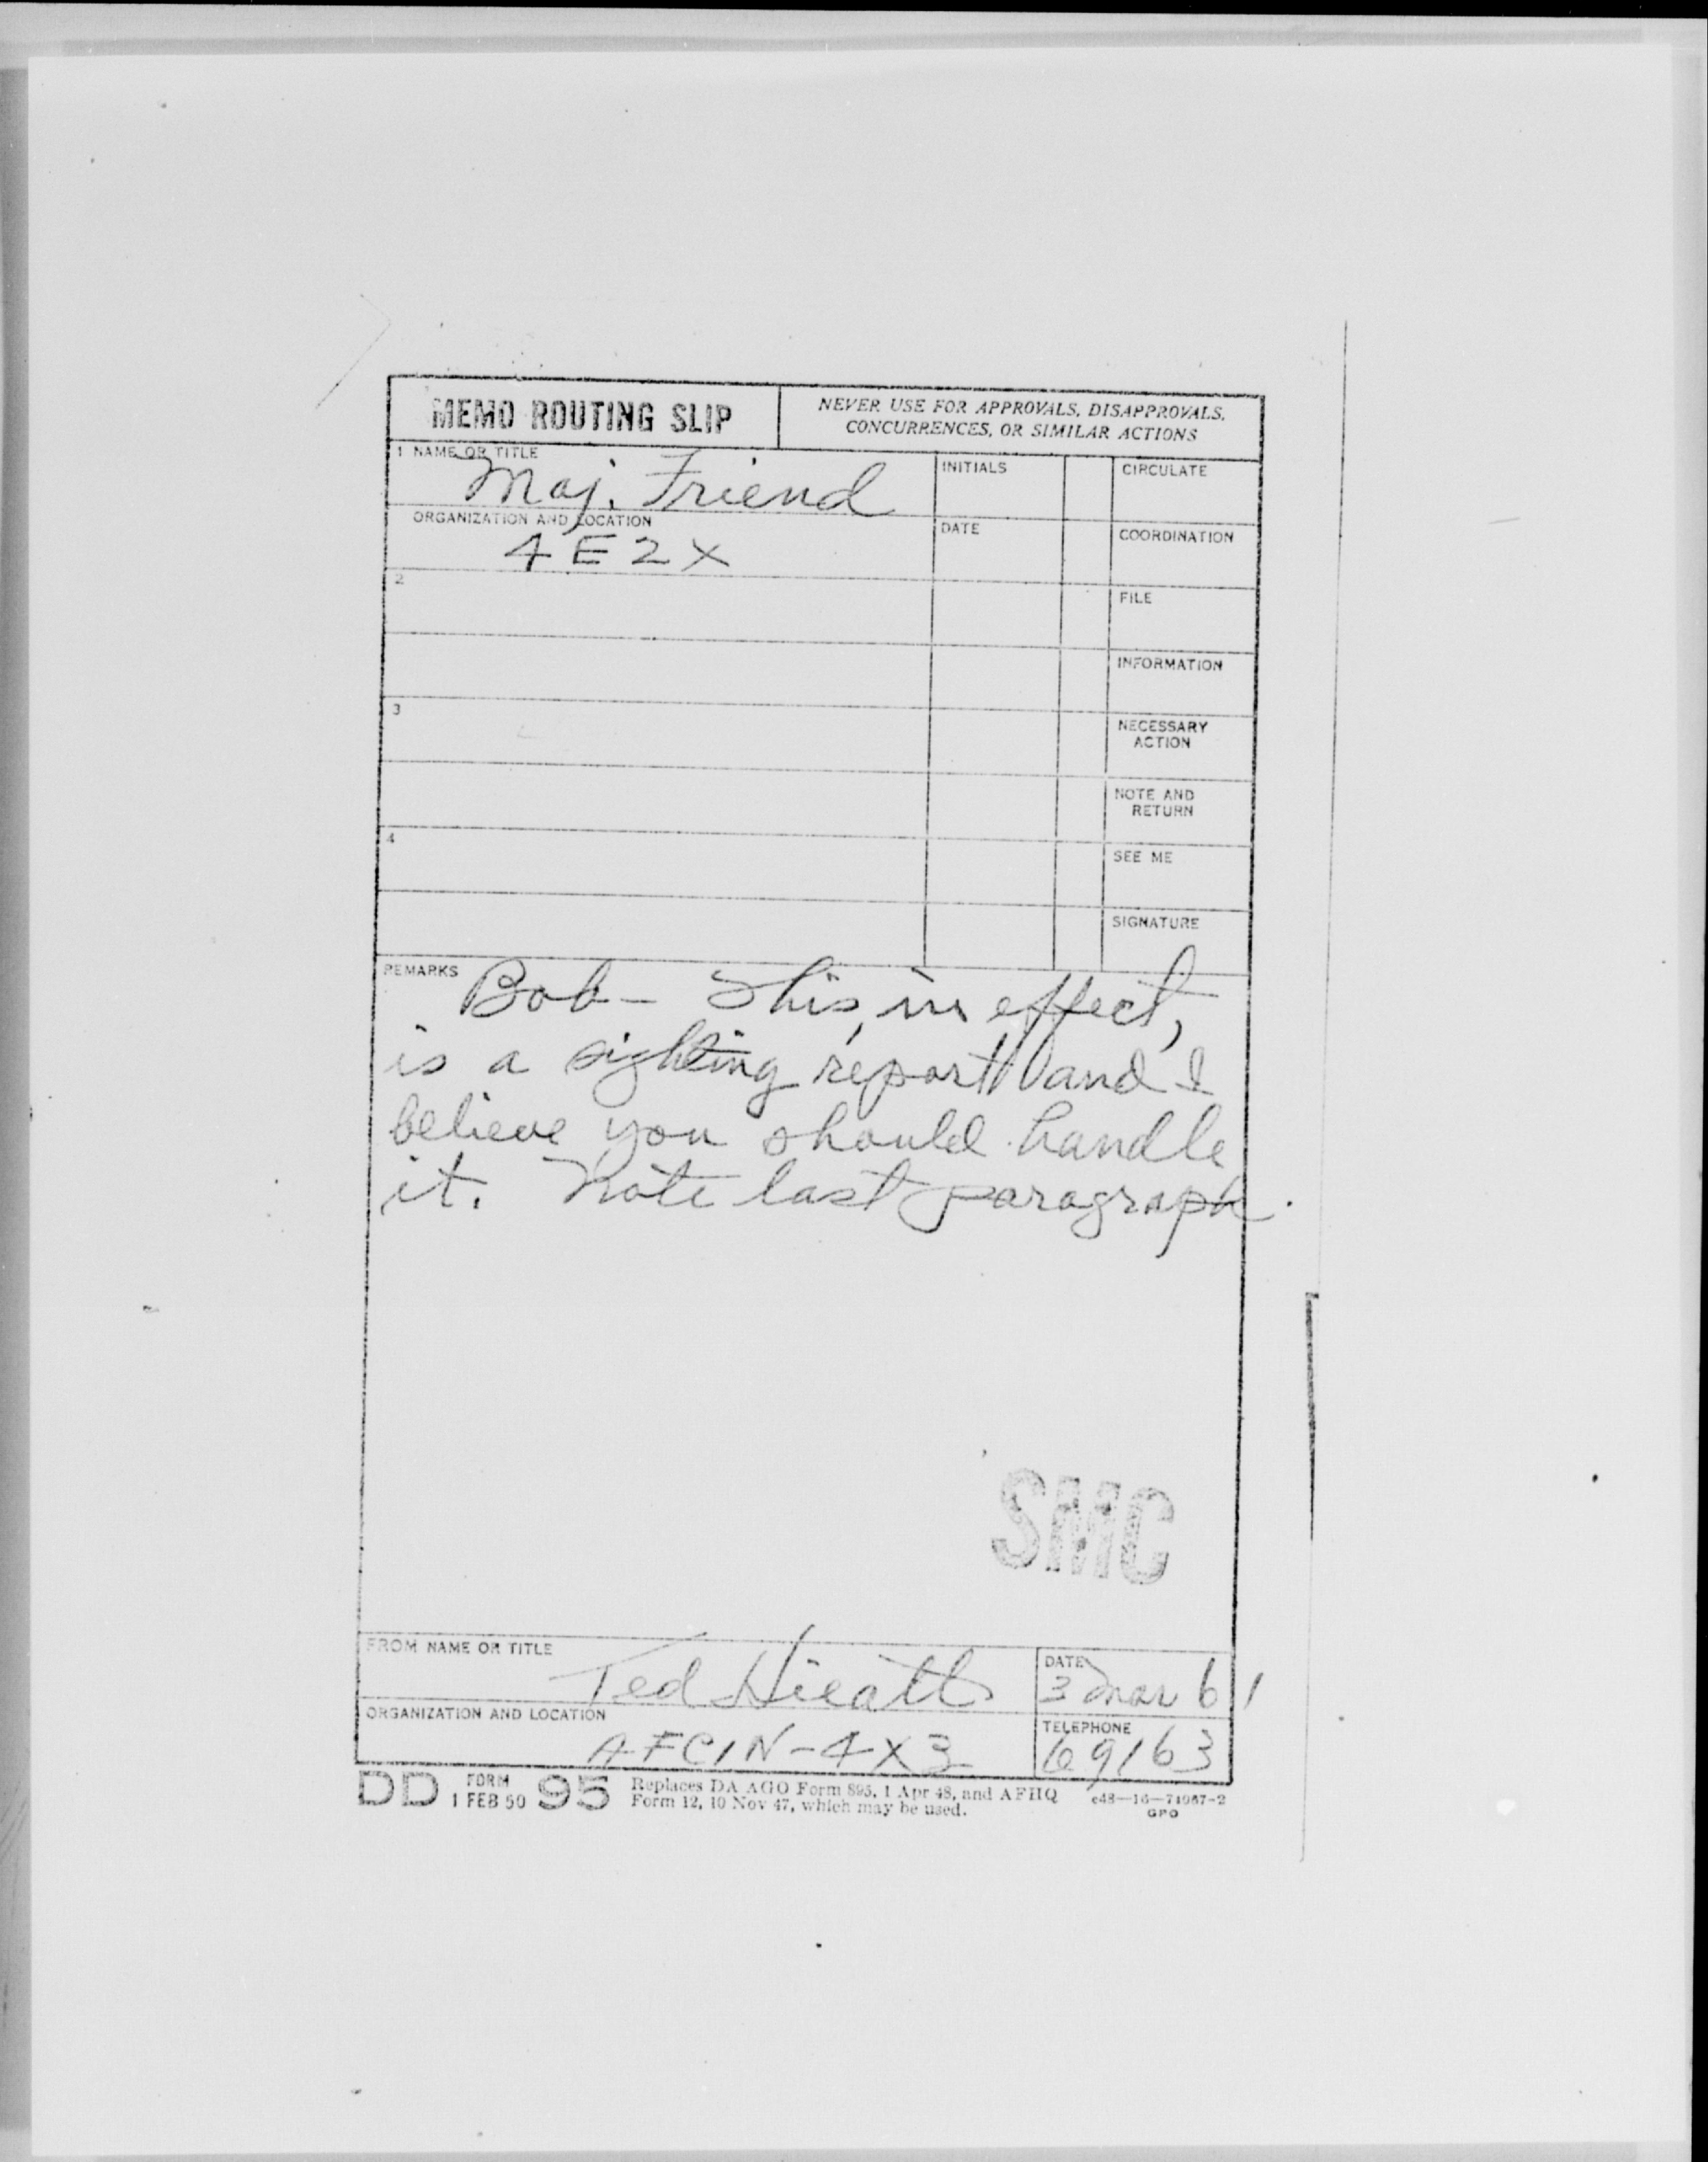 MEMO ROUTING SLIP
NEVER USE FOR APPROVALS, DISAPPROVALS,
CONCURRENCES, OR SIMILAR ACTIONS
1 NAME OR TITLE
Maj. Friend
INITIALS
CIRCULATE
ORGANIZATION AND LOCATION
4E2X
DATE
COORDINATION
2
FILE
INFORMATION
3
NECESSARY
ACTION
NOTE AND
RETURN
4
SEE ME
SIGNATURE
REMARKS
Bob - This, in effect,
is a sighting report and I
believe you should handle
it. Note last paragraph.
SMC
FROM NAME OR TITLE
Ted Hieatt
DATE
3 Mar 61
ORGANIZATION AND LOCATION
AFCIN-4X3
TELEPHONE
69163
DD FORM 1 FEB 50 95
Replaces DA AGO Form 895, 1 Apr 48, and AFHQ
Form 12, 10 Nov 47, which may be used.
c48—16—71067-2
GPO